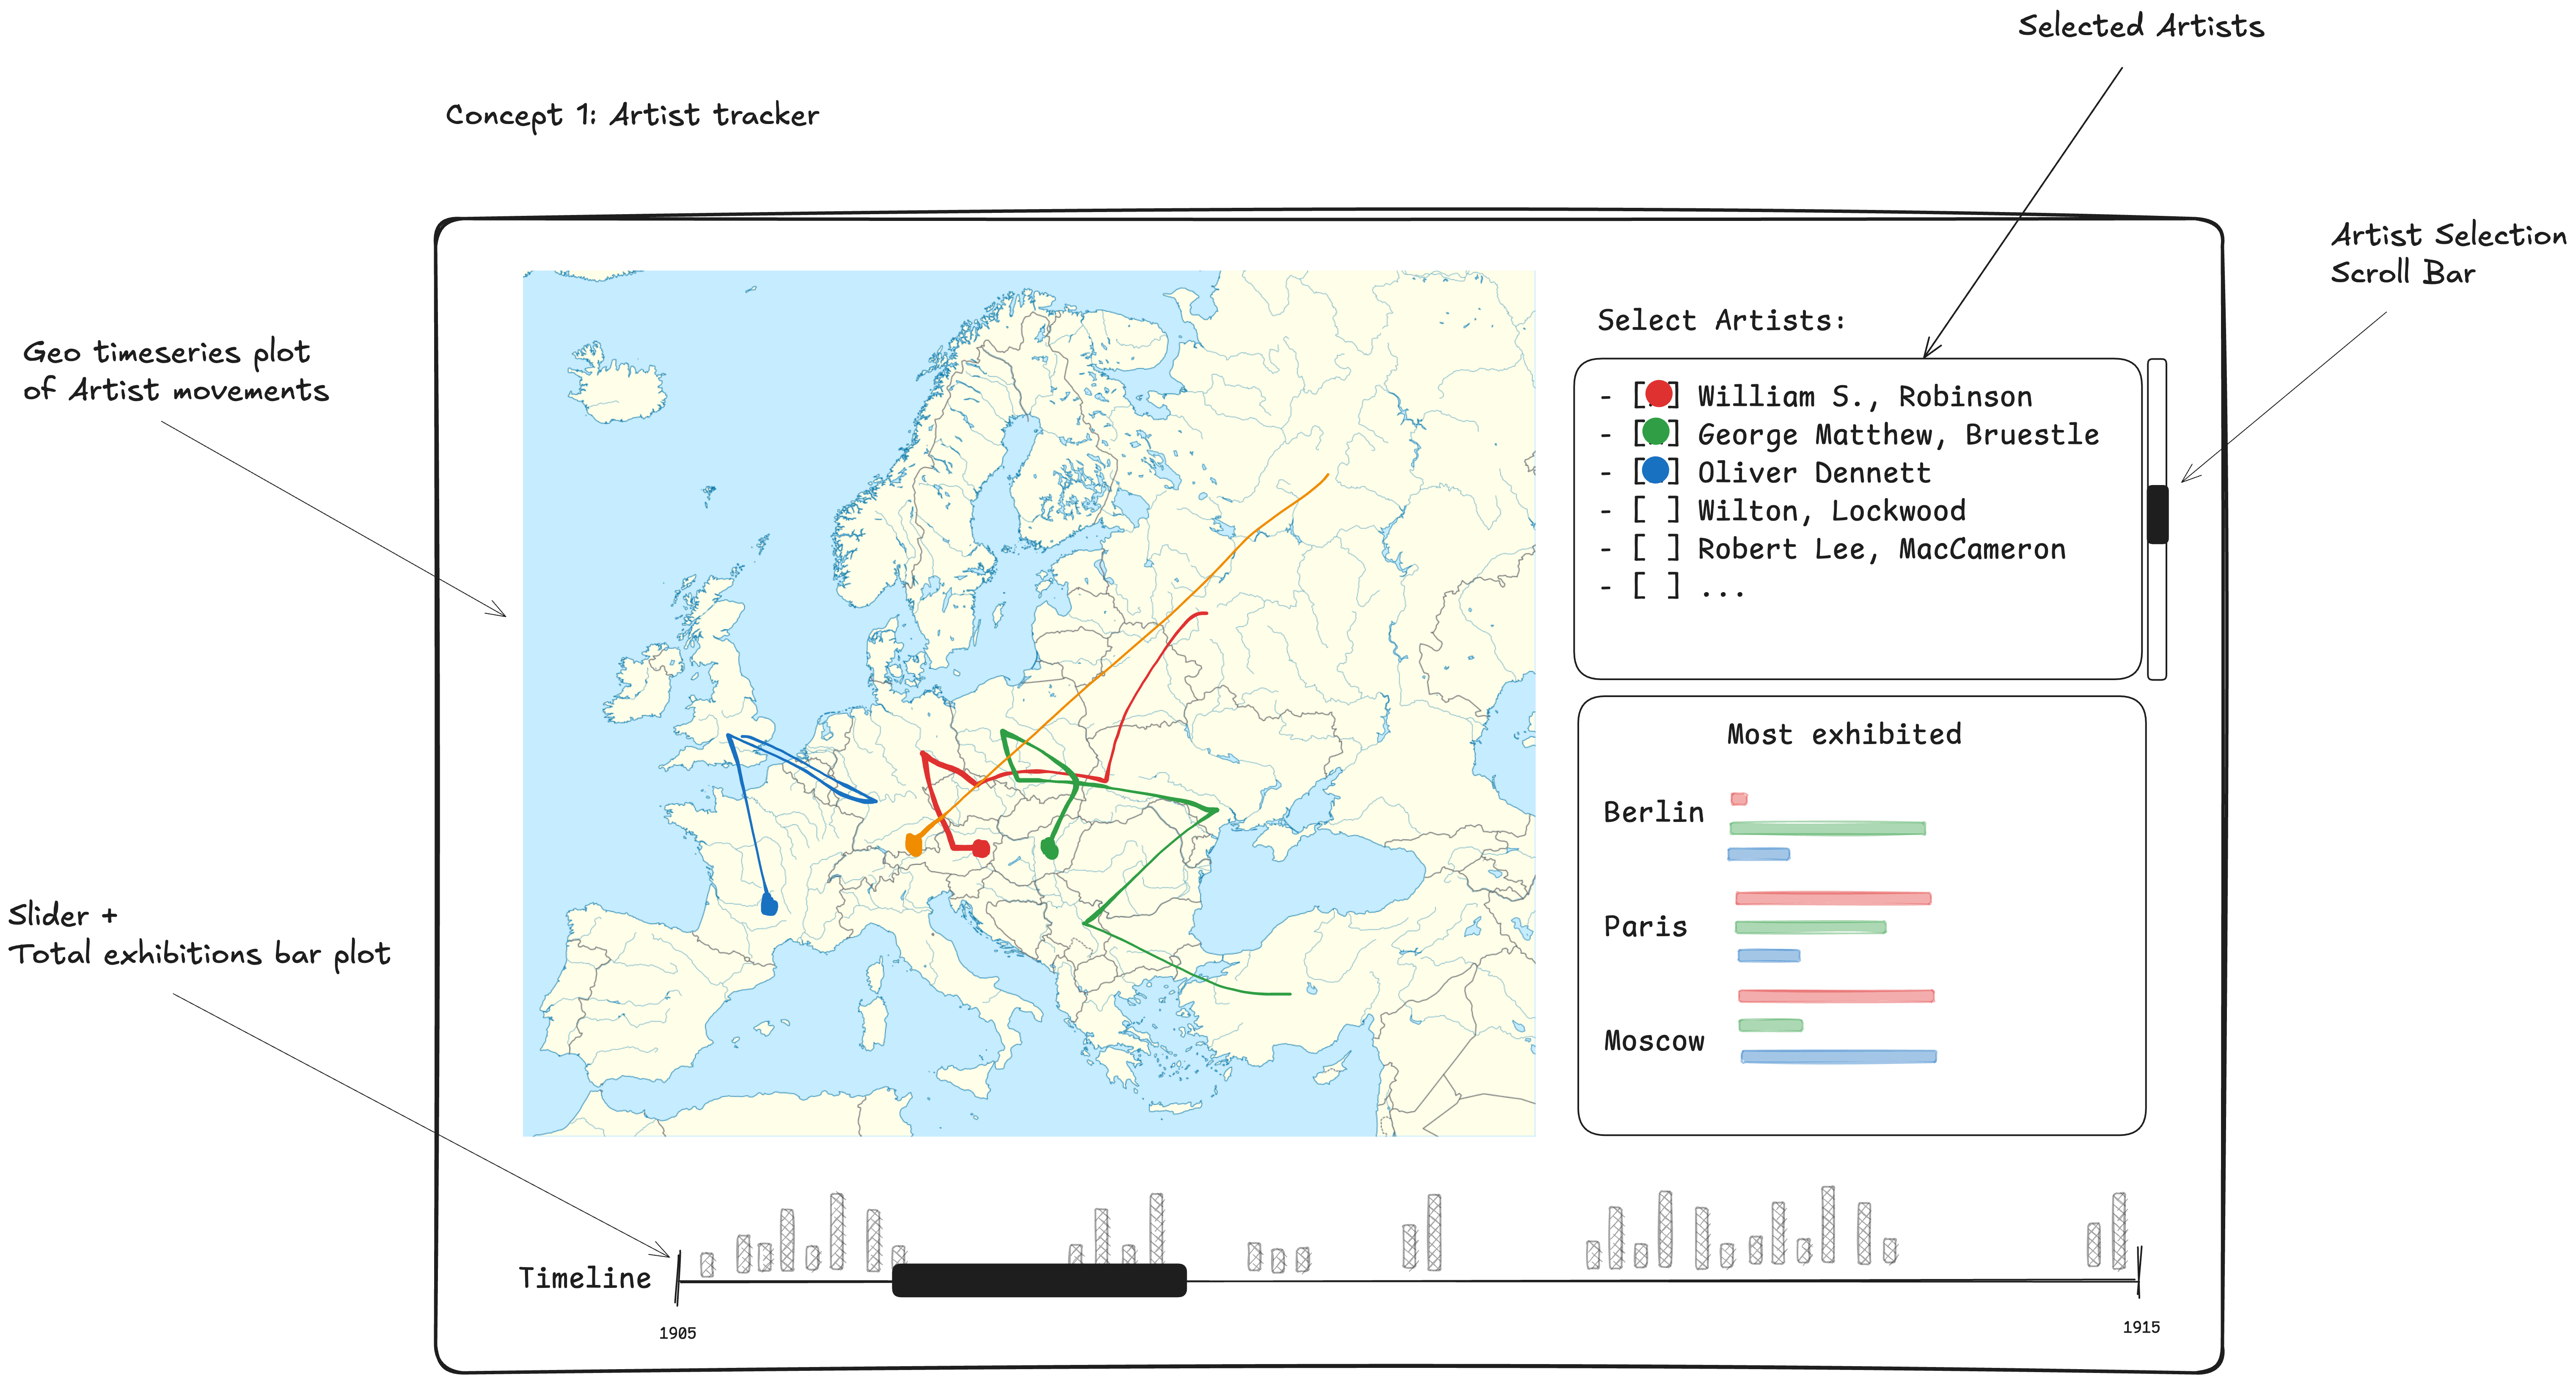 Selected Artists
Concept 1: Artist tracker
Artist Selection
Scroll Bar
Geo timeseries plot
of Artist movements
Select Artists:
- [ ] William S., Robinson
- [ ] George Matthew, Bruestle
- [ ] Oliver Dennett
- [ ] Wilton, Lockwood
- [ ] Robert Lee, MacCameron
- [ ] ...
Most exhibited
Berlin
Paris
Moscow
Slider +
Total exhibitions bar plot
Timeline
1905
1915